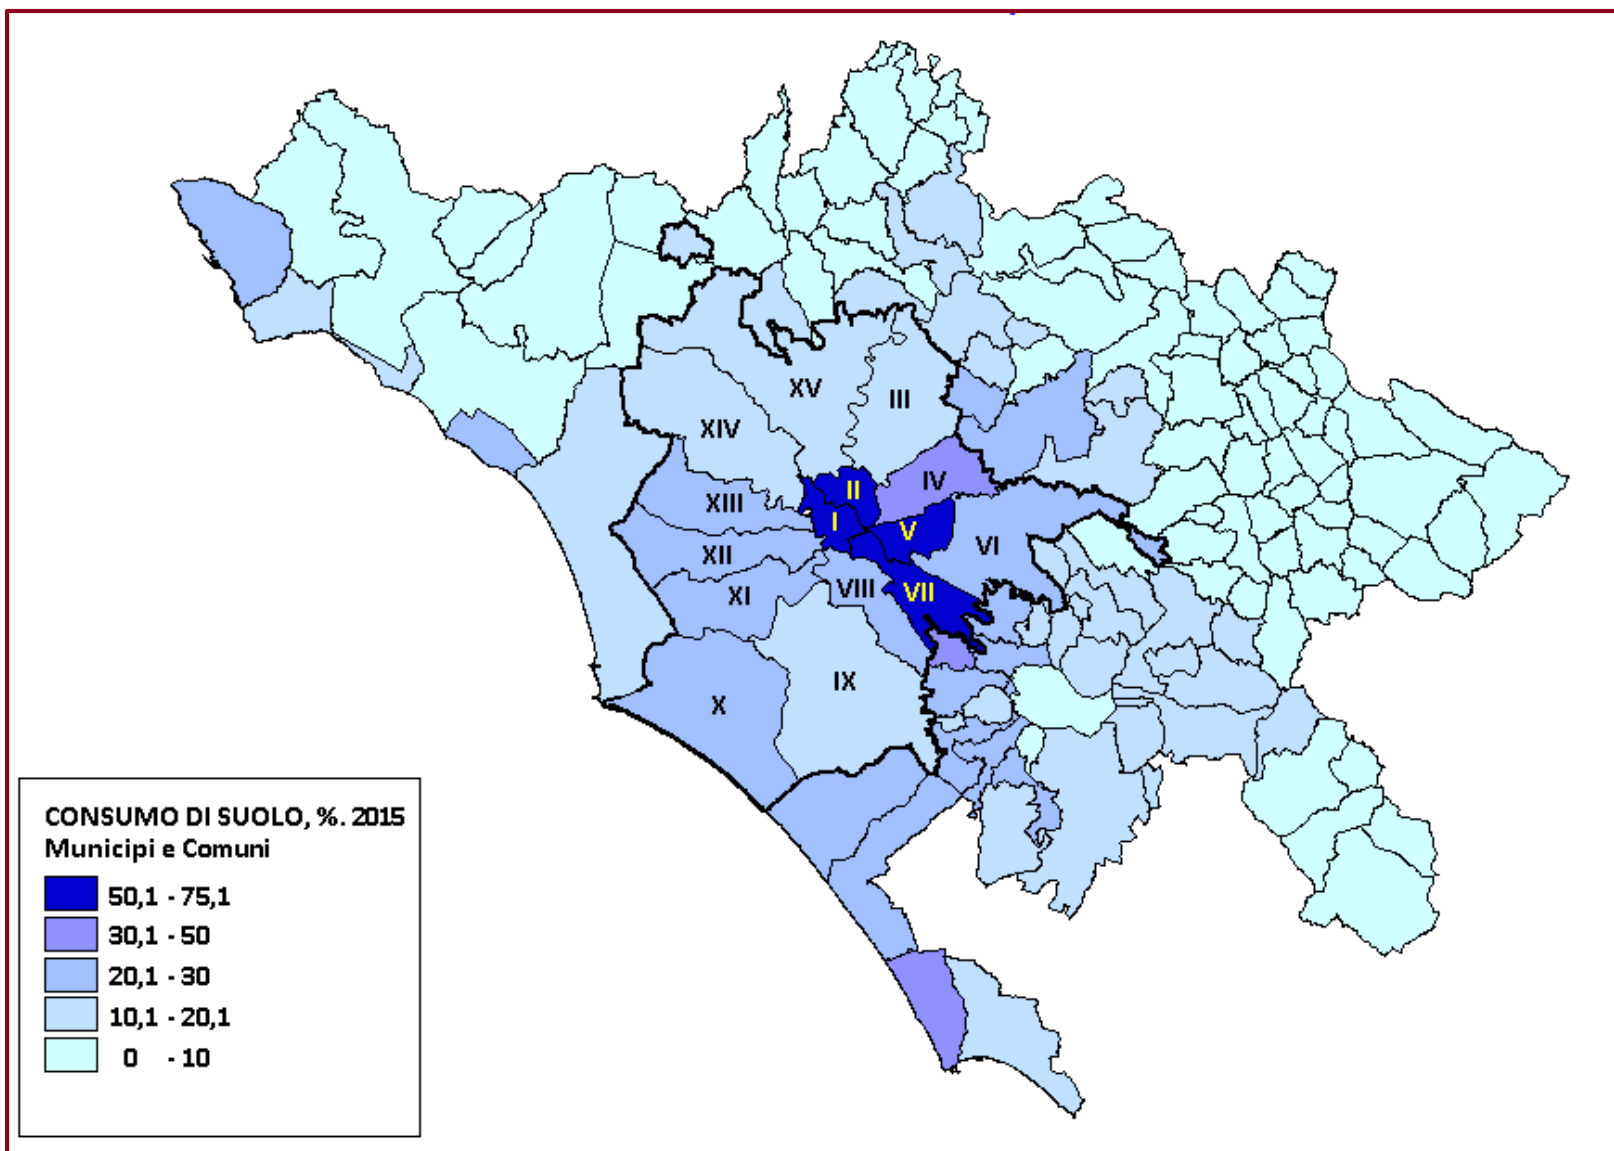 XV
III
XIV
IV
II
XIII
I
V
VI
XII
VIII
VII
XI
IX
X
CONSUMO DI SUOLO, %. 2015
Municipi e Comuni
50,1 - 75,1
30,1 - 50
20,1 - 30
10,1 - 20,1
0 - 10